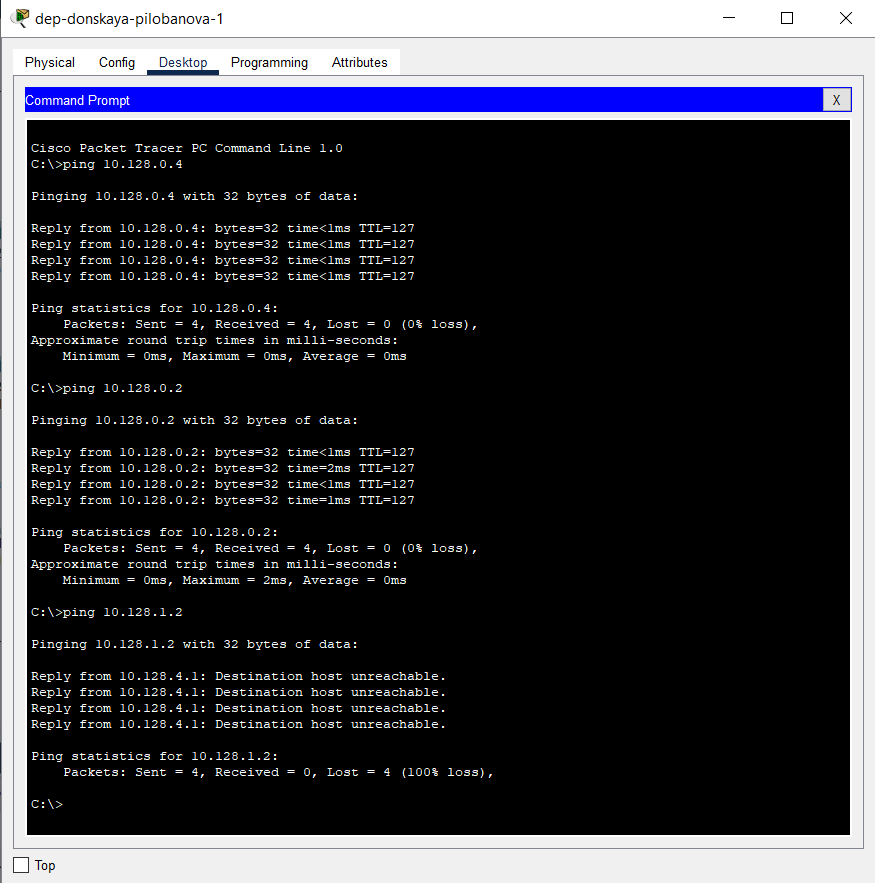 dep-donskaya-pilobanova-1
Physical Config Desktop Programming Attributes
Command Prompt X
Cisco Packet Tracer PC Command Line 1.0
C:\>ping 10.128.0.4
Pinging 10.128.0.4 with 32 bytes of data:
Reply from 10.128.0.4: bytes=32 time<1ms TTL=127
Reply from 10.128.0.4: bytes=32 time<1ms TTL=127
Reply from 10.128.0.4: bytes=32 time<1ms TTL=127
Reply from 10.128.0.4: bytes=32 time<1ms TTL=127
Ping statistics for 10.128.0.4:
Packets: Sent = 4, Received = 4, Lost = 0 (0% loss),
Approximate round trip times in milli-seconds:
Minimum = 0ms, Maximum = 0ms, Average = 0ms
C:\>ping 10.128.0.2
Pinging 10.128.0.2 with 32 bytes of data:
Reply from 10.128.0.2: bytes=32 time<1ms TTL=127
Reply from 10.128.0.2: bytes=32 time=2ms TTL=127
Reply from 10.128.0.2: bytes=32 time<1ms TTL=127
Reply from 10.128.0.2: bytes=32 time=1ms TTL=127
Ping statistics for 10.128.0.2:
Packets: Sent = 4, Received = 4, Lost = 0 (0% loss),
Approximate round trip times in milli-seconds:
Minimum = 0ms, Maximum = 2ms, Average = 0ms
C:\>ping 10.128.1.2
Pinging 10.128.1.2 with 32 bytes of data:
Reply from 10.128.4.1: Destination host unreachable.
Reply from 10.128.4.1: Destination host unreachable.
Reply from 10.128.4.1: Destination host unreachable.
Reply from 10.128.4.1: Destination host unreachable.
Ping statistics for 10.128.1.2:
Packets: Sent = 4, Received = 0, Lost = 4 (100% loss),
C:\>
Top